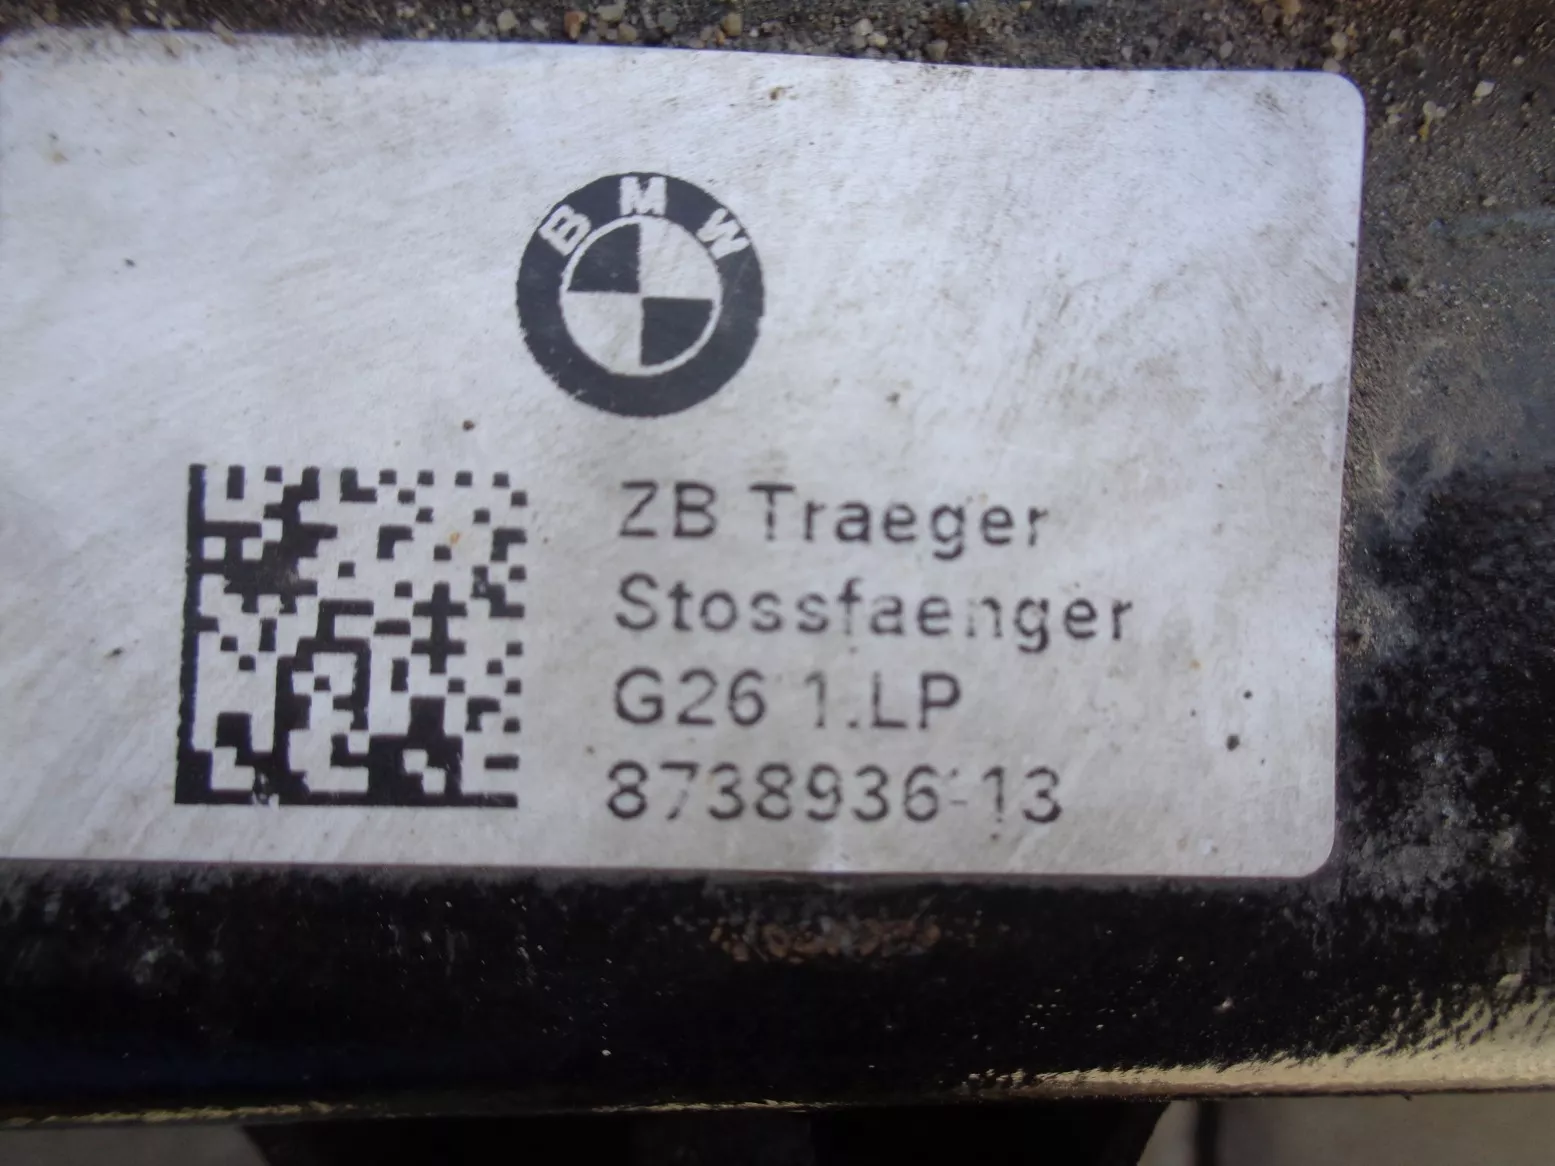 BMW
ZB Traeger
Stossfaenger
G26 1.LP
8738936-13